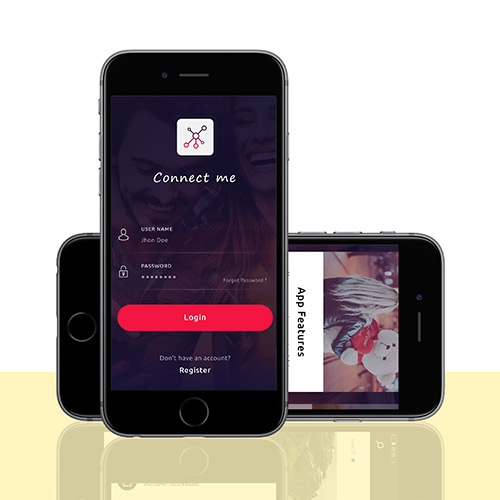 Connect me
USER NAME
Jhon Doe
PASSWORD
********
Forgot Password ?
Login
Don't have an account?
Register
App Features